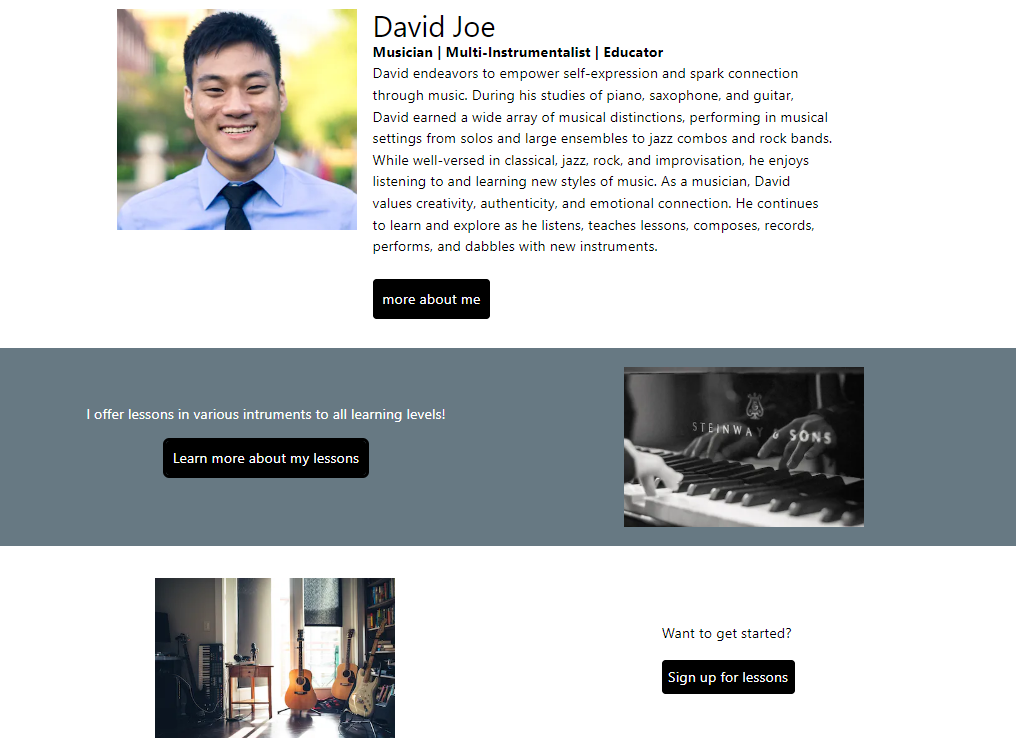 David Joe
Musician | Multi-Instrumentalist | Educator
David endeavors to empower self-expression and spark connection
through music. During his studies of piano, saxophone, and guitar,
David earned a wide array of musical distinctions, performing in musical
settings from solos and large ensembles to jazz combos and rock bands.
While well-versed in classical, jazz, rock, and improvisation, he enjoys
listening to and learning new styles of music. As a musician, David
values creativity, authenticity, and emotional connection. He continues
to learn and explore as he listens, teaches lessons, composes, records,
performs, and dabbles with new instruments.
more about me
I offer lessons in various intruments to all learning levels!
Learn more about my lessons
STEINWAY & SONS
Want to get started?
Sign up for lessons